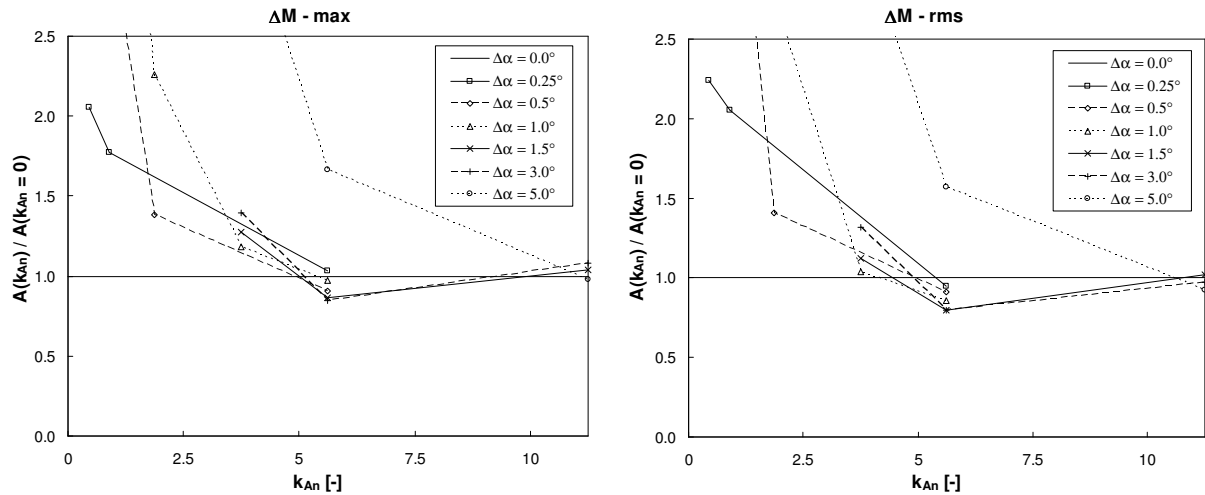 ΔM - max
A(kAn) / A(kAn = 0)
2.5
2.0
1.5
1.0
0.5
0.0
0
2.5
5
7.5
10
kAn [-]
Δα = 0.0°
Δα = 0.25°
Δα = 0.5°
Δα = 1.0°
Δα = 1.5°
Δα = 3.0°
Δα = 5.0°
ΔM - rms
A(kAn) / A(kAn = 0)
2.5
2.0
1.5
1.0
0.5
0.0
0
2.5
5
7.5
10
kAn [-]
Δα = 0.0°
Δα = 0.25°
Δα = 0.5°
Δα = 1.0°
Δα = 1.5°
Δα = 3.0°
Δα = 5.0°